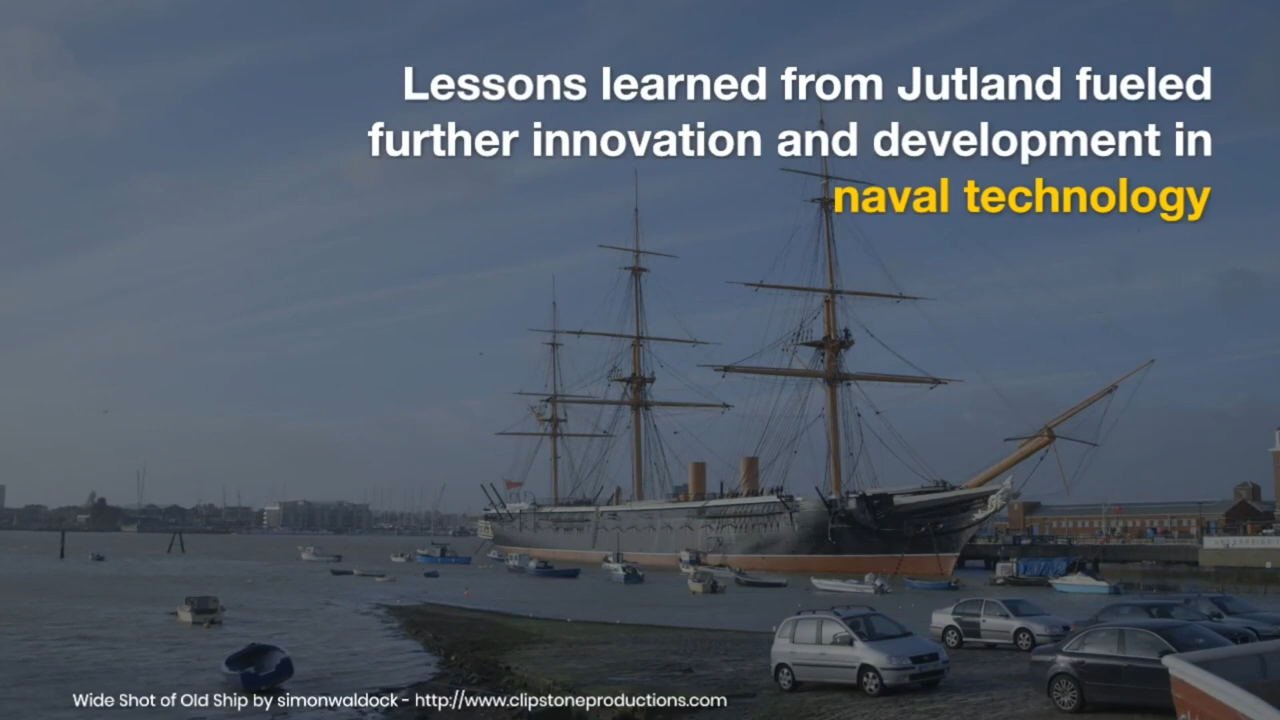 Lessons learned from Jutland fueled
further innovation and development in
naval technology
Wide Shot of Old Ship by simonwaldock - http://www.clipstoneproductions.com